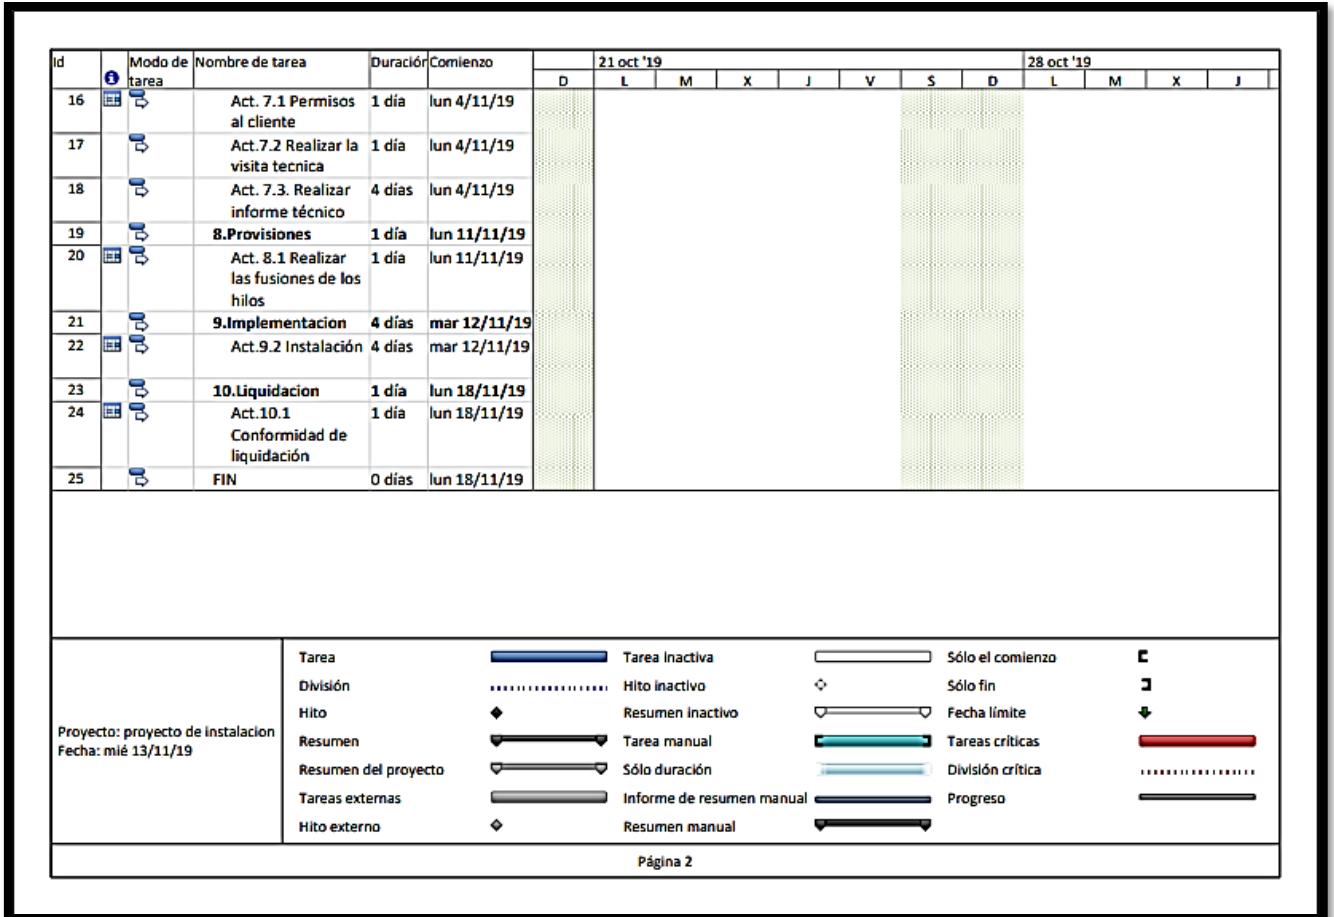 Id Modo de tarea Nombre de tarea Duración Comienzo 21 oct '19 28 oct '19
D L M X J V S D L M X J
16 Act. 7.1 Permisos 1 día lun 4/11/19
al cliente
17 Act.7.2 Realizar la 1 día lun 4/11/19
visita tecnica
18 Act. 7.3. Realizar 4 días lun 4/11/19
informe técnico
19 8.Provisiones 1 día lun 11/11/19
20 Act. 8.1 Realizar 1 día lun 11/11/19
las fusiones de los
hilos
21 9.Implementacion 4 días mar 12/11/19
22 Act.9.2 Instalación 4 días mar 12/11/19
23 10.Liquidacion 1 día lun 18/11/19
24 Act.10.1 1 día lun 18/11/19
Conformidad de
liquidación
25 FIN 0 días lun 18/11/19
Proyecto: proyecto de instalacion
Fecha: mié 13/11/19
Tarea
División
Hito
Resumen
Resumen del proyecto
Tareas externas
Hito externo
Tarea inactiva
Hito inactivo
Resumen inactivo
Tarea manual
Sólo duración
Informe de resumen manual
Resumen manual
Sólo el comienzo
Sólo fin
Fecha límite
Tareas críticas
División crítica
Progreso
Página 2